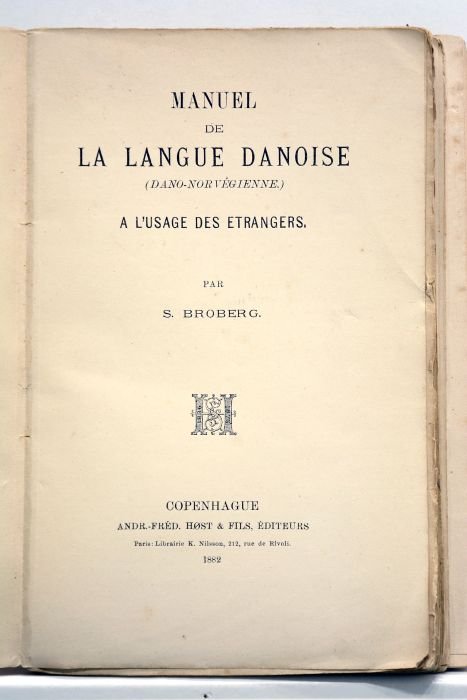 MANUEL
DE
LA LANGUE DANOISE
(DANO-NORVÉGIENNE.)
A L'USAGE DES ETRANGERS.
PAR
S. BROBERG.
COPENHAGUE
ANDR.-FRÉD. HØST & FILS, ÉDITEURS
Paris: Librairie K. Nilsson, 212, rue de Rivoli.
1882